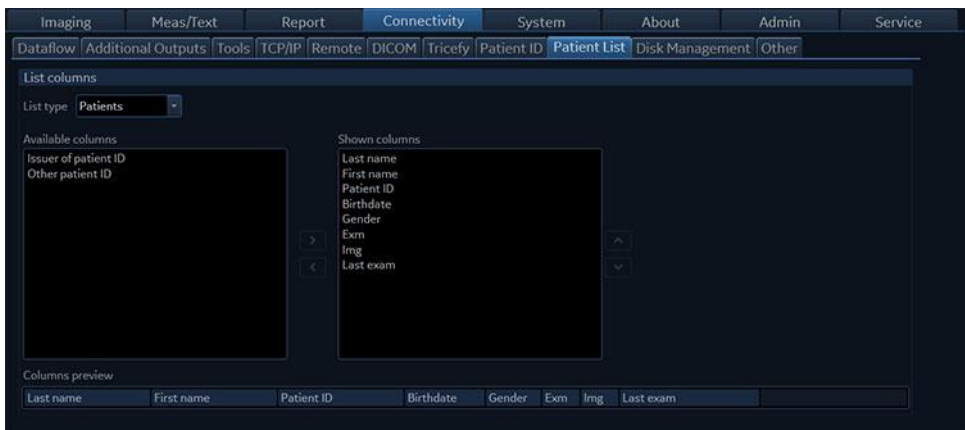 Imaging Meas/Text Report Connectivity System About Admin Service
Dataflow Additional Outputs Tools TCP/IP Remote DICOM Tricefy Patient ID Patient List Disk Management Other
List columns
List type Patients
Available columns Shown columns
Issuer of patient ID Last name
Other patient ID First name
Patient ID
Birthdate
Gender
Exm
Img
Last exam
Columns preview
Last name First name Patient ID Birthdate Gender Exm Img Last exam